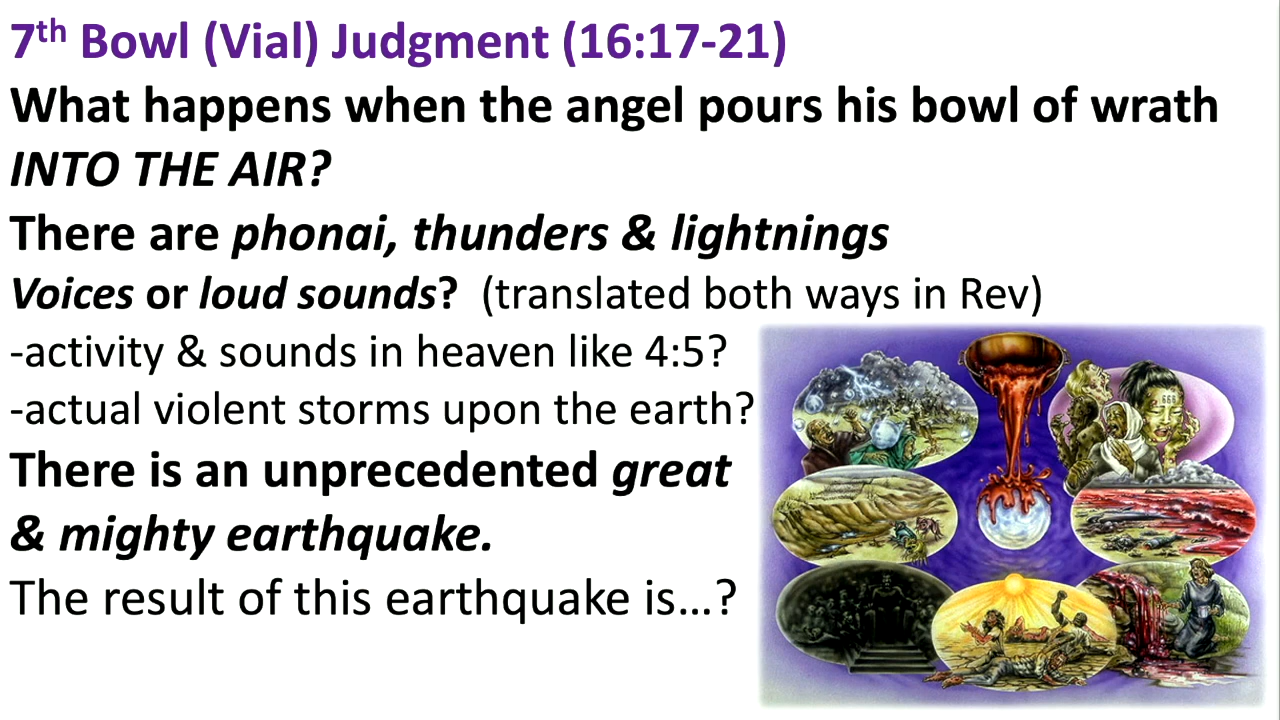 7th Bowl (Vial) Judgment (16:17-21)
What happens when the angel pours his bowl of wrath
INTO THE AIR?
There are phonai, thunders & lightnings
Voices or loud sounds? (translated both ways in Rev)
-activity & sounds in heaven like 4:5?
-actual violent storms upon the earth?
There is an unprecedented great
& mighty earthquake.
The result of this earthquake is...?
666